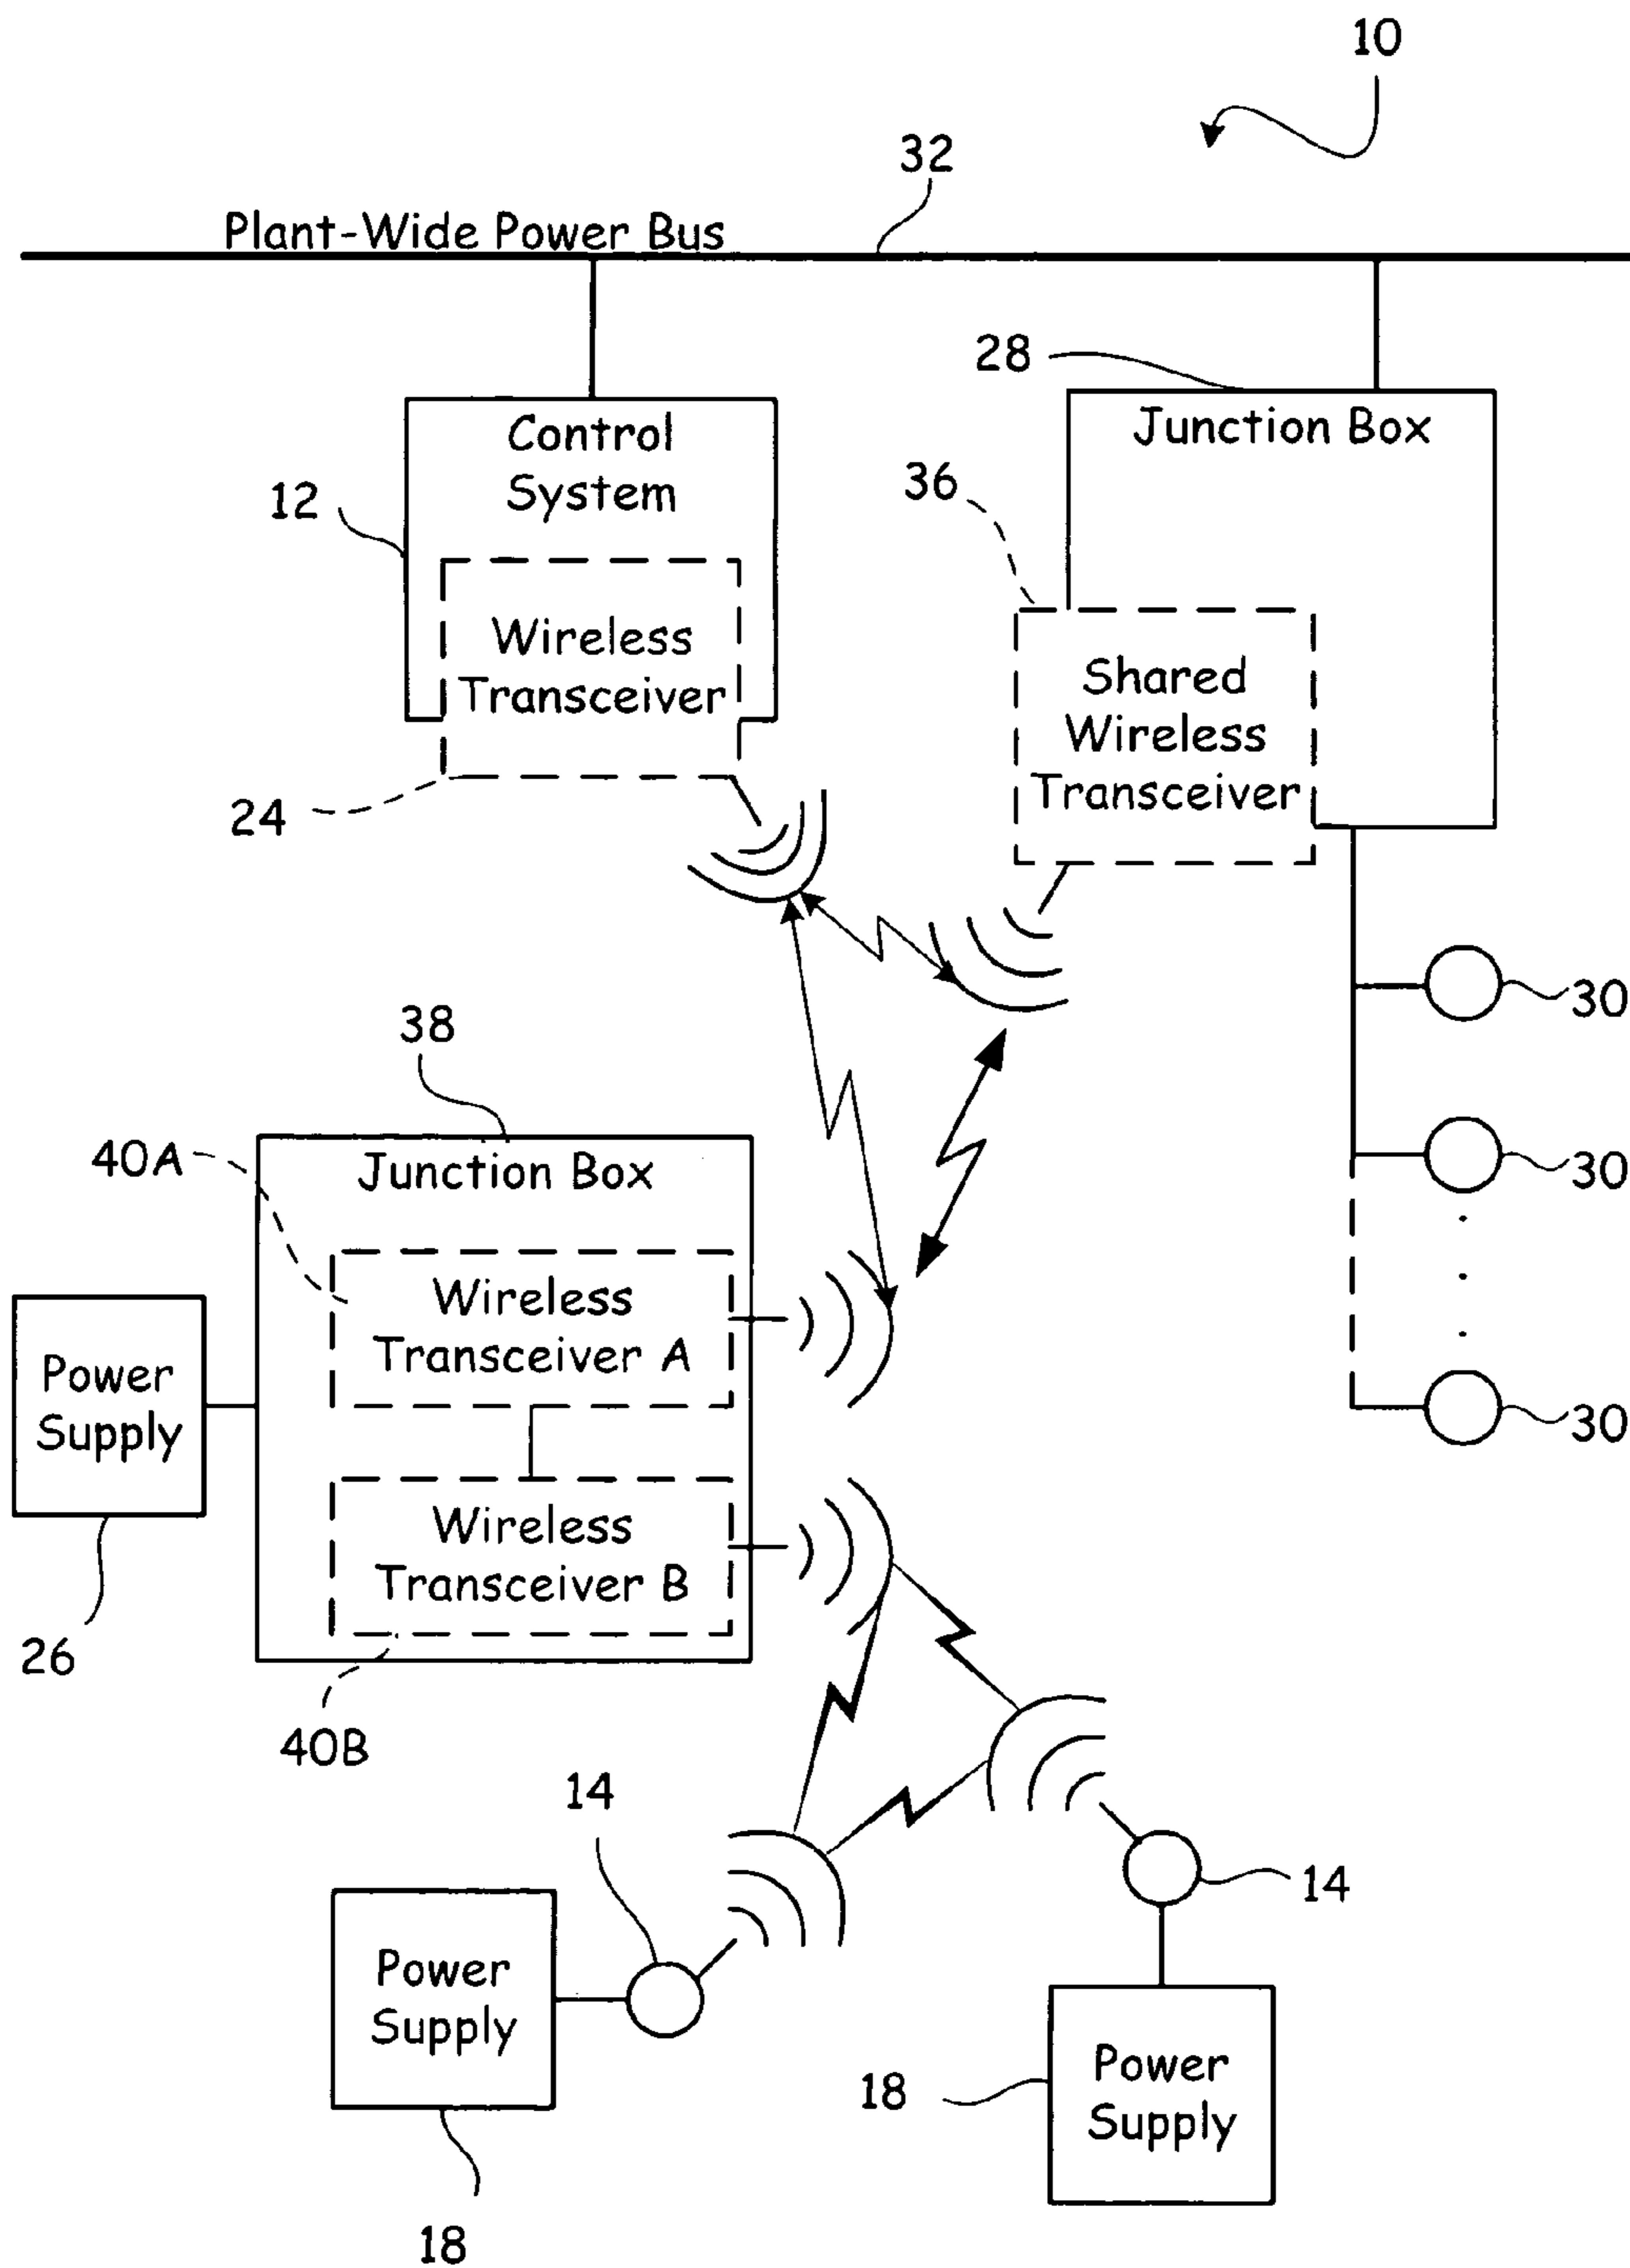 10
32
Plant-Wide Power Bus
28
Control
System
Junction Box
12
36
Wireless
Transceiver
Shared
Wireless
Transceiver
24
30
38
30
40A
Junction Box
Wireless
Transceiver A
Power
Supply
30
Wireless
Transceiver B
26
40B
14
14
Power
Supply
18
Power
Supply
18